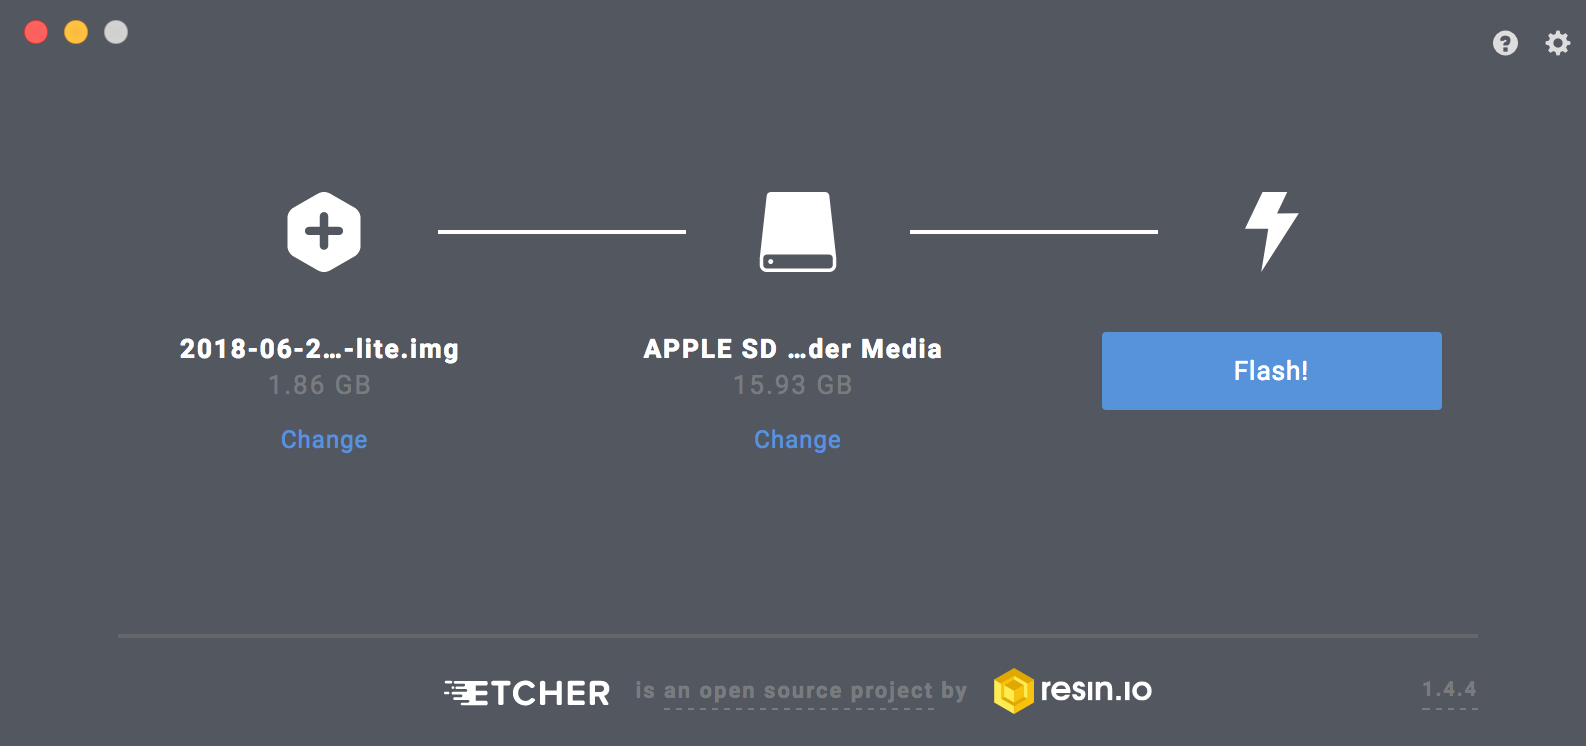 2018-06-2…-lite.img
1.86 GB
Change
APPLE SD …der Media
15.93 GB
Change
Flash!
ETCHER is an open source project by resin.io
1.4.4